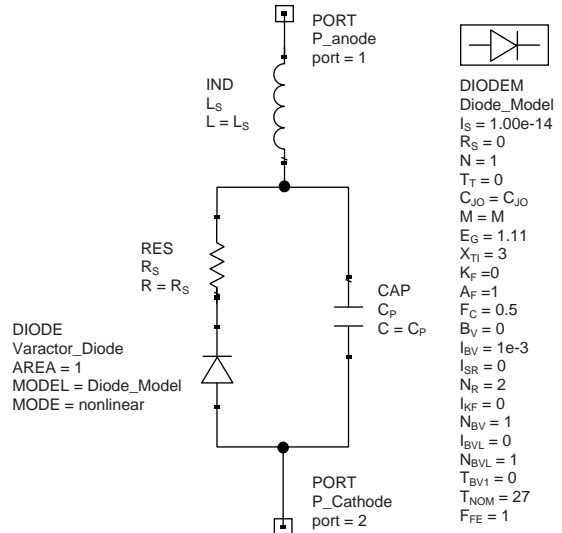 PORT
P_anode
port = 1
IND
LS
L = LS
RES
RS
R = RS
CAP
CP
C = CP
DIODE
Varactor_Diode
AREA = 1
MODEL = Diode_Model
MODE = nonlinear
PORT
P_Cathode
port = 2
DIODEM
Diode_Model
IS = 1.00e-14
RS = 0
N = 1
TT = 0
CJO = CJO
M = M
EG = 1.11
XTI = 3
KF =0
AF =1
FC = 0.5
BV = 0
IBV = 1e-3
ISR = 0
NR = 2
IKF = 0
NBV = 1
IBVL = 0
NBVL = 1
TBV1 = 0
TNOM = 27
FFE = 1